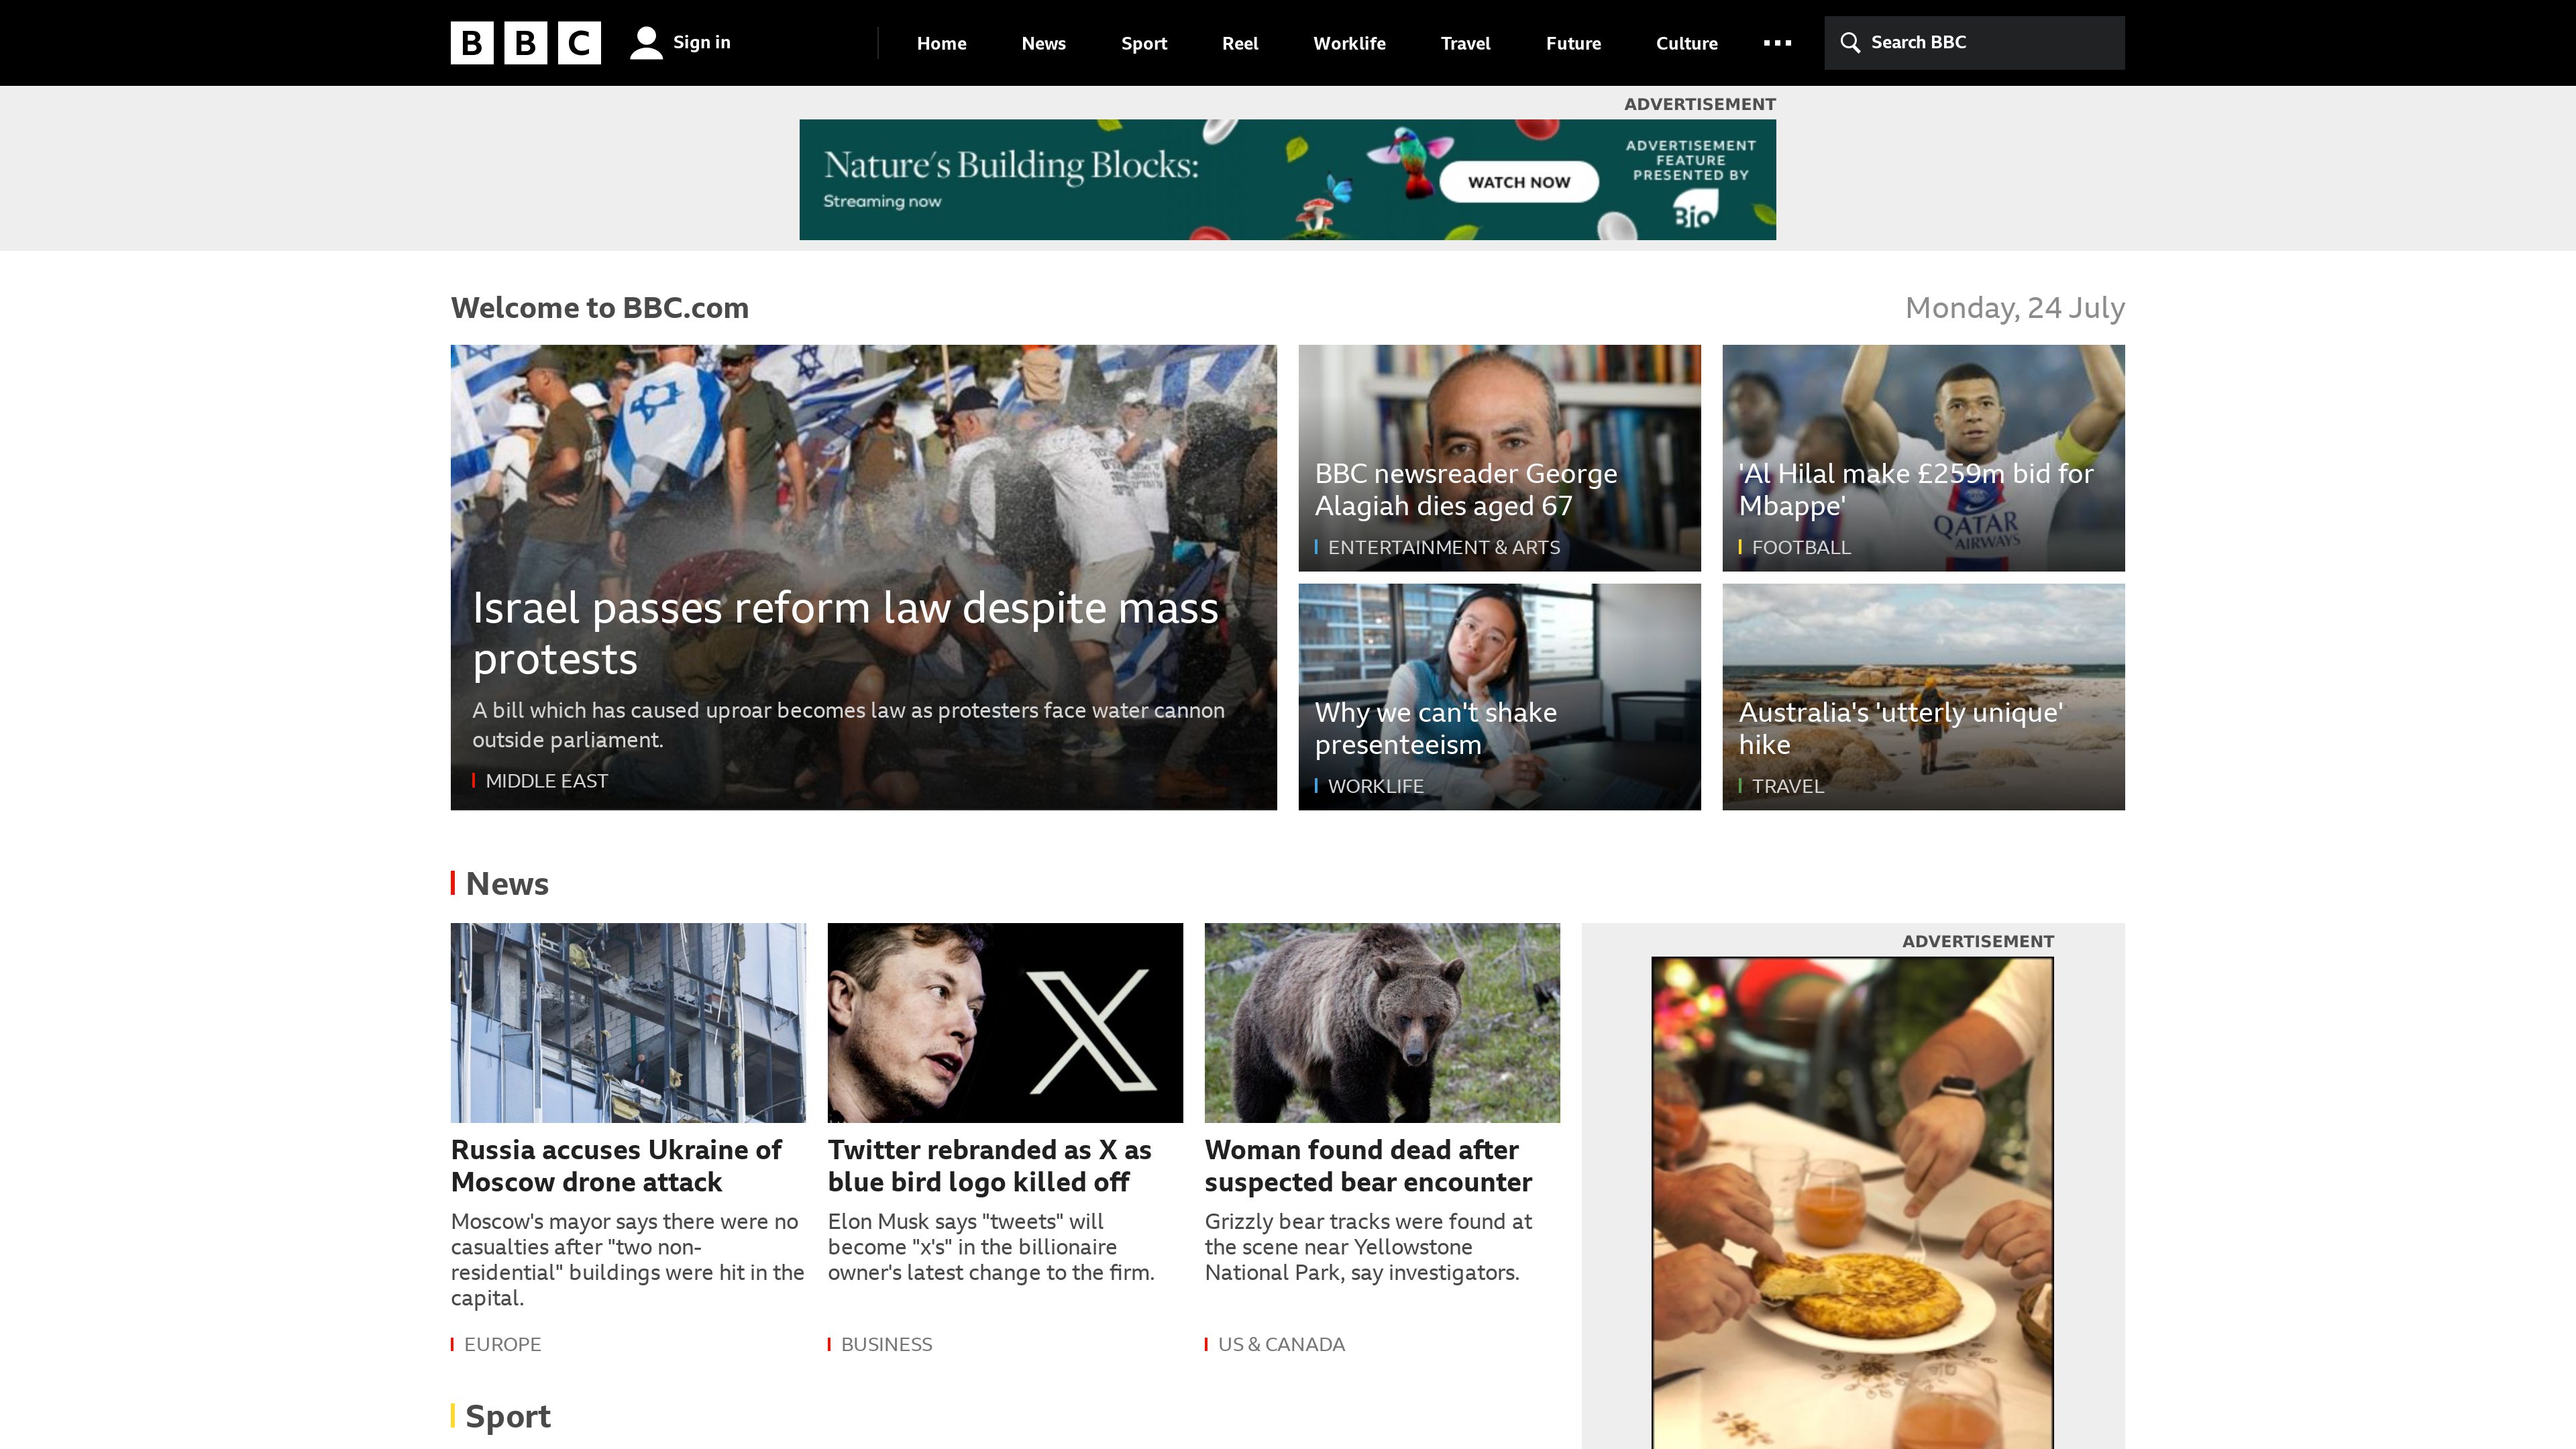 BBC
Sign in
Home
News
Sport
Reel
Worklife
Travel
Future
Culture
Search BBC
ADVERTISEMENT
Nature's Building Blocks:
Streaming now
WATCH NOW
ADVERTISEMENT
FEATURE
PRESENTED BY
Bio
Welcome to BBC.com
Monday, 24 July
Israel passes reform law despite mass
protests
A bill which has caused uproar becomes law as protesters face water cannon
outside parliament.
MIDDLE EAST
BBC newsreader George
Alagiah dies aged 67
ENTERTAINMENT & ARTS
'Al Hilal make £259m bid for
Mbappe'
FOOTBALL
QATAR
AIRWAYS
Why we can't shake
presenteeism
WORKLIFE
Australia's 'utterly unique'
hike
TRAVEL
News
Russia accuses Ukraine of
Moscow drone attack
Moscow's mayor says there were no
casualties after "two non-
residential" buildings were hit in the
capital.
EUROPE
X
Twitter rebranded as X as
blue bird logo killed off
Elon Musk says "tweets" will
become "x's" in the billionaire
owner's latest change to the firm.
BUSINESS
Woman found dead after
suspected bear encounter
Grizzly bear tracks were found at
the scene near Yellowstone
National Park, say investigators.
US & CANADA
ADVERTISEMENT
Sport